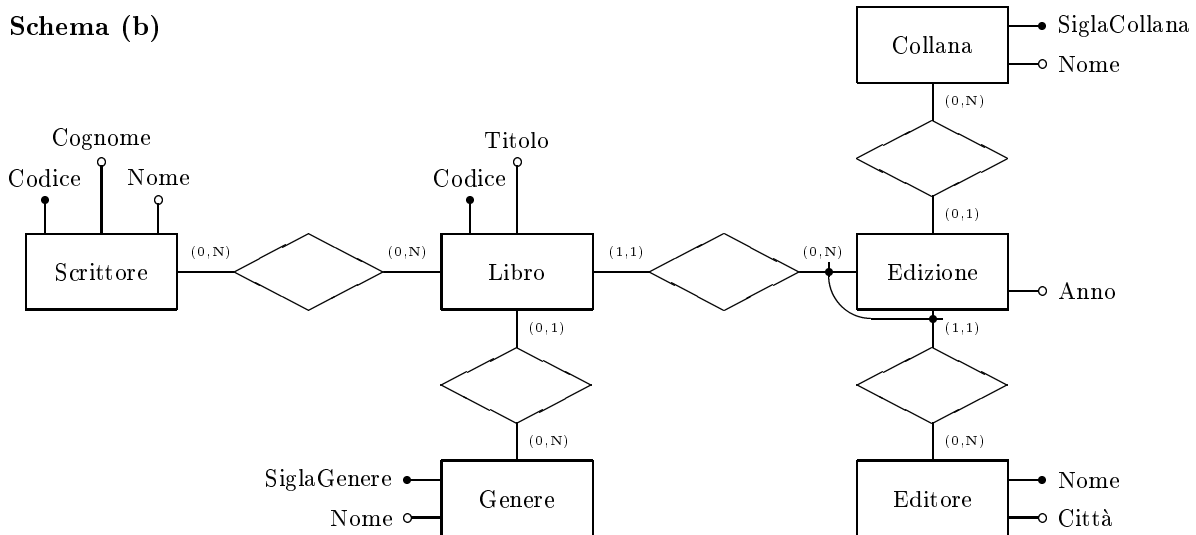 Schema (b)
Collana
SiglaCollana
Nome
(0,N)
(0,1)
Cognome
Codice
Nome
Scrittore
(0,N)
(0,N)
Titolo
Codice
Libro
(1,1)
(0,N)
Edizione
Anno
(0,1)
(0,N)
(1,1)
(0,N)
SiglaGenere
Nome
Genere
Editore
Nome
Città